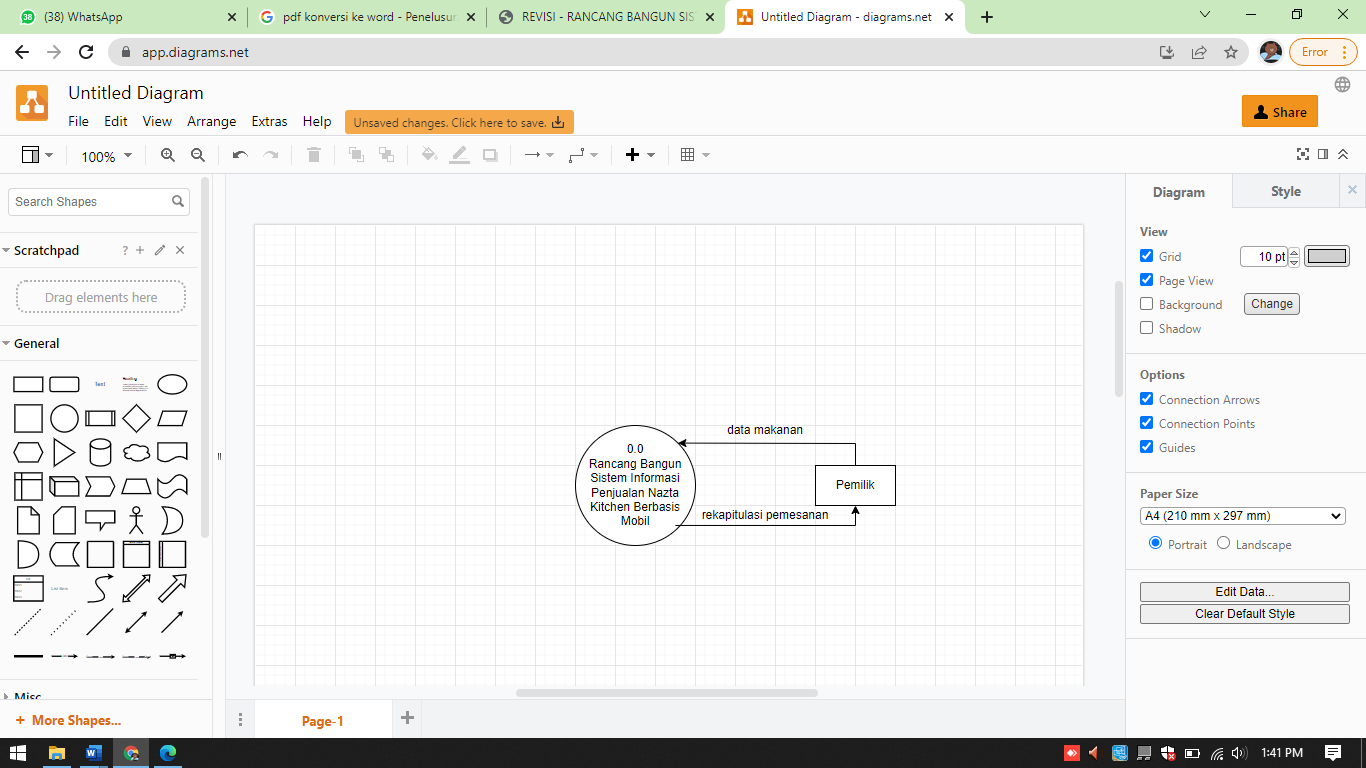 38
(38) WhatsApp
pdf konversi ke word - Penelusur
REVISI - RANCANG BANGUN SIS
Untitled Diagram - diagrams.net
app.diagrams.net
Error
Untitled Diagram
File Edit View Arrange Extras Help
Unsaved changes. Click here to save.
Share
100%
Search Shapes
Scratchpad
?
Drag elements here
General
Text
Heading
Misc
+ More Shapes...
0.0
Rancang Bangun
Sistem Informasi
Penjualan Nazta
Kitchen Berbasis
Mobil
data makanan
Pemilik
rekapitulasi pemesanan
Page-1
Diagram
Style
View
Grid
10 pt
Page View
Background
Change
Shadow
Options
Connection Arrows
Connection Points
Guides
Paper Size
A4 (210 mm x 297 mm)
Portrait
Landscape
Edit Data...
Clear Default Style
1:41 PM